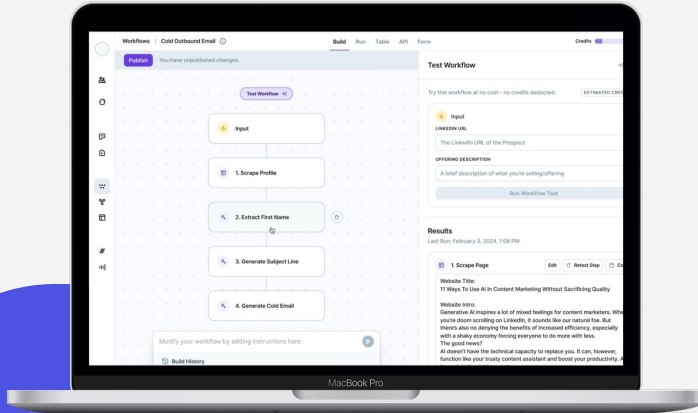 Workflows / Cold Outbound Email
Build Run Table API Form
Credits
Publish You have unpublished changes.
Test Workflow
Input
1. Scrape Profile
2. Extract First Name
3. Generate Subject Line
4. Generate Cold Email
Modify your workflow by adding instructions here
Build History
Test Workflow
Try this workflow at no cost - no credits deducted.
ESTIMATED
Input
LINKEDIN URL
The LinkedIn URL of the Prospect
OFFERING DESCRIPTION
A brief description of what you're selling/offering
Run Workflow Test
Results
Last Run: February 3, 2024, 1:08 PM
1. Scrape Page Edit Retest Step Co
Website Title:
11 Ways To Use AI In Content Marketing Without Sacrificing Quality
Website Intro:
Generative AI inspires a lot of mixed feelings for content marketers. Whe
you're doom scrolling on LinkedIn, it sounds like our natural foe. But
there's also no denying the benefits of increased efficiency, especially
with a shaky economy forcing everyone to do more with less.
The good news?
AI doesn't have the technical capacity to replace you. It can, however,
function like your trusty content assistant and boost your productivity. A
MacBook Pro